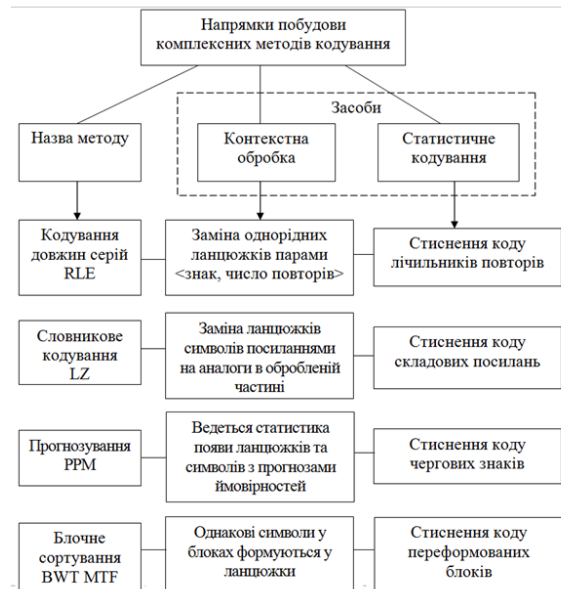 Напрямки побудови
комплексних методів кодування
Засоби
Назва методу
Контекстна
обробка
Статистичне
кодування
Кодування
довжин серій
RLE
Заміна однорідних
ланцюжків парами
<знак, число повторів>
Стиснення коду
лічильників повторів
Словникове
кодування
LZ
Заміна ланцюжків
символів посиланнями
на аналоги в обробленій
частині
Стиснення коду
складових посилань
Прогнозування
PPM
Ведеться статистика
появи ланцюжків та
символів з прогнозами
ймовірностей
Стиснення коду
чергових знаків
Блочне
сортування
BWT MTF
Однакові символи у
блоках формуються у
ланцюжки
Стиснення коду
переформованих
блоків